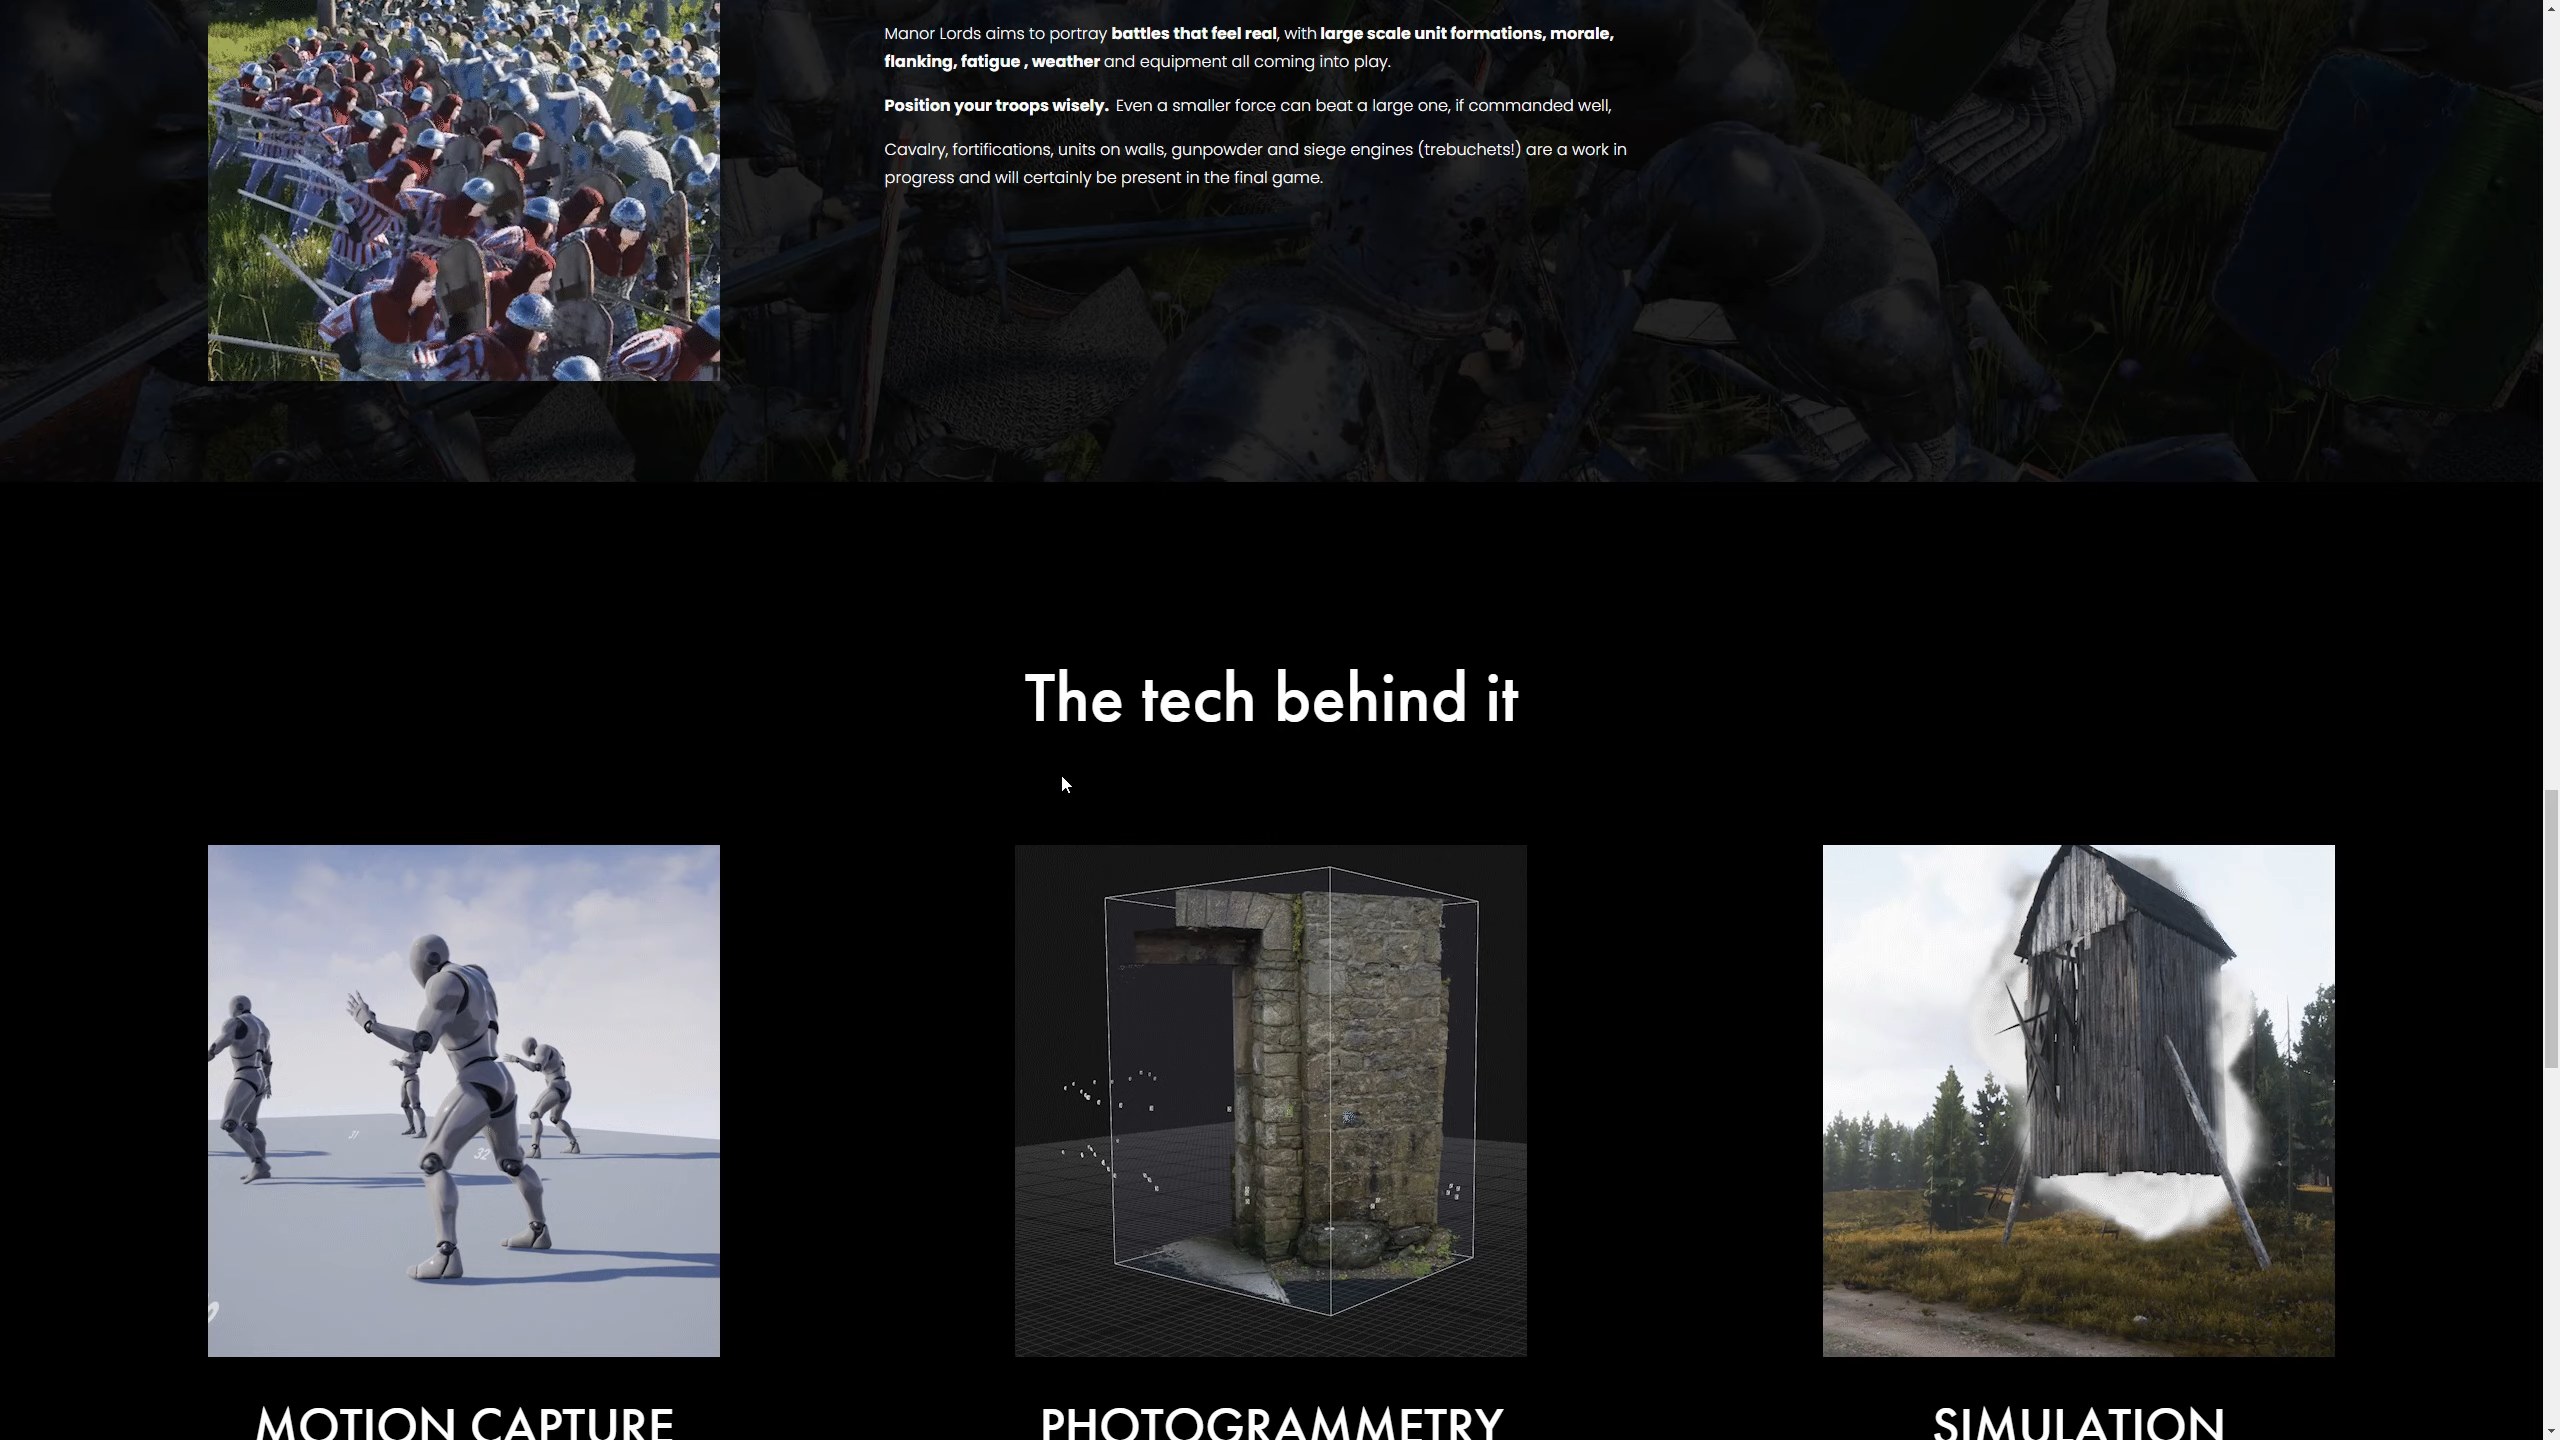 Manor Lords aims to portray battles that feel real, with large scale unit formations, morale,
flanking, fatigue , weather and equipment all coming into play.
Position your troops wisely. Even a smaller force can beat a large one, if commanded well,
Cavalry, fortifications, units on walls, gunpowder and siege engines (trebuchets!) are a work in
progress and will certainly be present in the final game.
The tech behind it
32
MOTION CAPTURE
PHOTOGRAMMETRY
SIMULATION